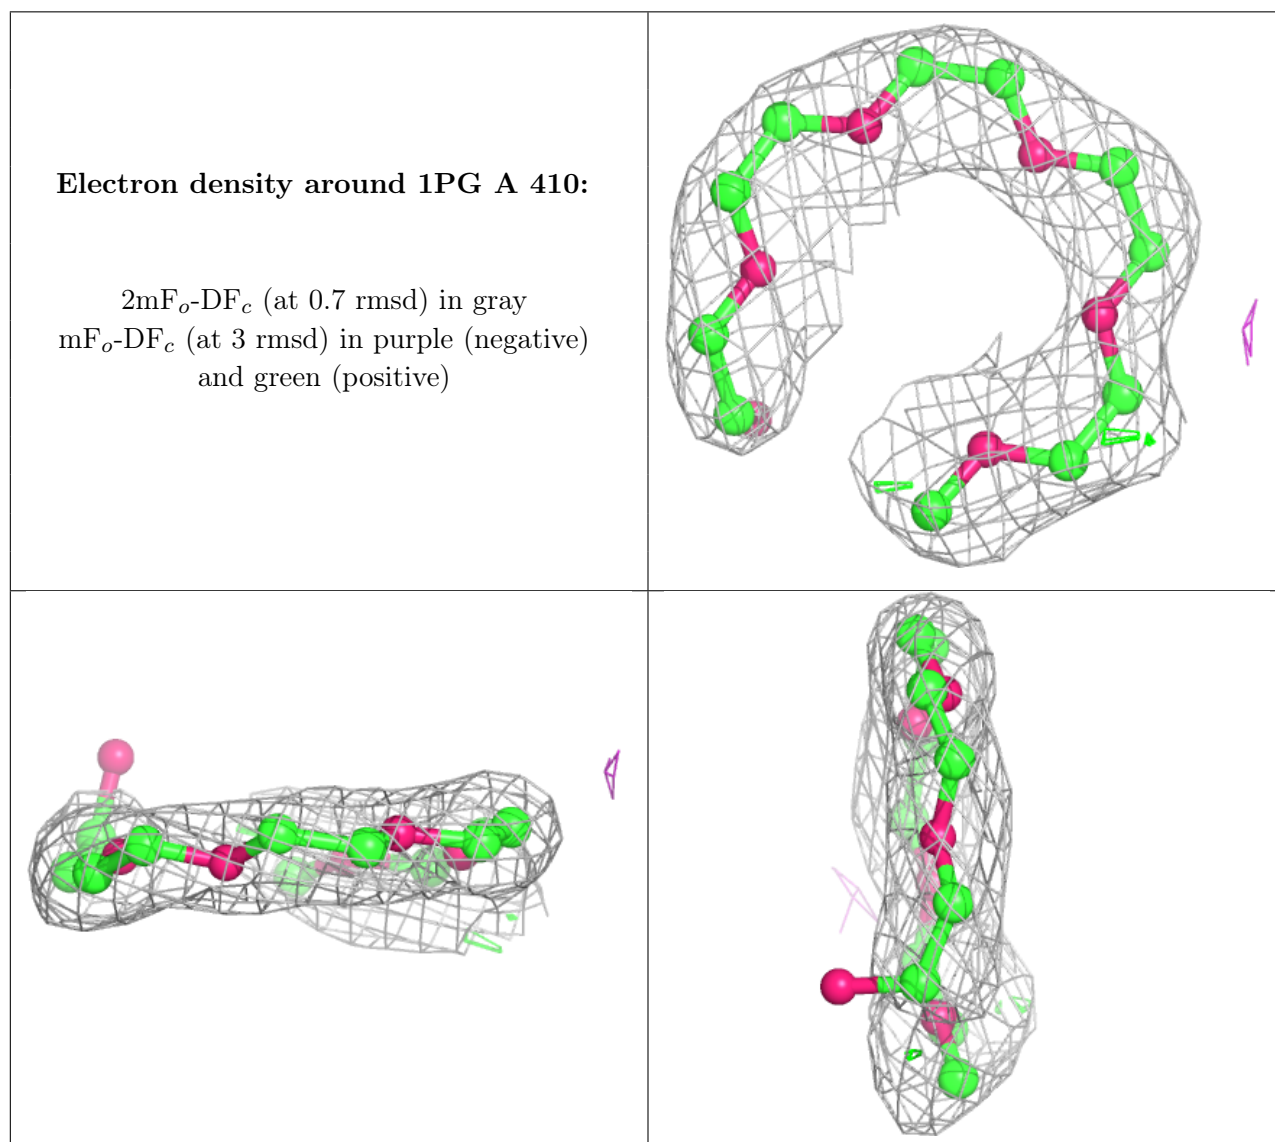 Electron density around 1PG A 410:
2mFₒ-DF𝒸 (at 0.7 rmsd) in gray
mFₒ-DF𝒸 (at 3 rmsd) in purple (negative)
and green (positive)